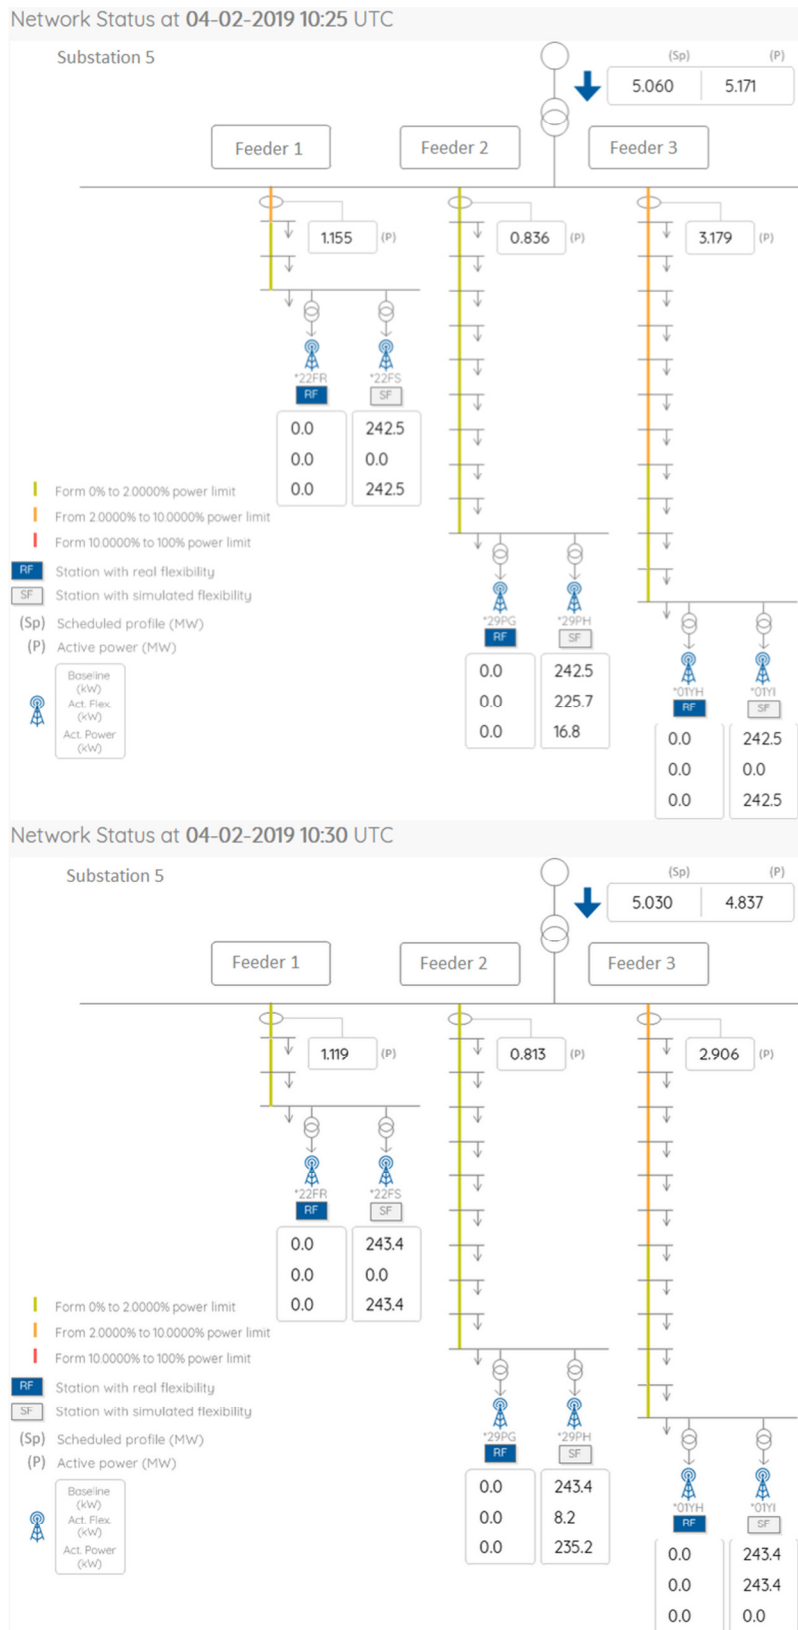 Network Status at 04-02-2019 10:25 UTC
Substation 5
(Sp) (P)
5.060 5.171
Feeder 1 Feeder 2 Feeder 3
1.155 (P) 0.836 (P) 3.179 (P)
*22FR *22FS
RF SF
0.0 242.5
0.0 0.0
0.0 242.5
Form 0% to 2.0000% power limit
From 2.0000% to 10.0000% power limit
Form 10.0000% to 100% power limit
RF Station with real flexibility
SF Station with simulated flexibility
(Sp) Scheduled profile (MW)
(P) Active power (MW)
Baseline
(kW)
Act. Flex.
(kW)
Act. Power
(kW)
*29PG *29PH
RF SF
0.0 242.5
0.0 225.7
0.0 16.8
*01YH *01YI
RF SF
0.0 242.5
0.0 0.0
0.0 242.5
Network Status at 04-02-2019 10:30 UTC
Substation 5
(Sp) (P)
5.030 4.837
Feeder 1 Feeder 2 Feeder 3
1.119 (P) 0.813 (P) 2.906 (P)
*22FR *22FS
RF SF
0.0 243.4
0.0 0.0
0.0 243.4
Form 0% to 2.0000% power limit
From 2.0000% to 10.0000% power limit
Form 10.0000% to 100% power limit
RF Station with real flexibility
SF Station with simulated flexibility
(Sp) Scheduled profile (MW)
(P) Active power (MW)
Baseline
(kW)
Act. Flex.
(kW)
Act. Power
(kW)
*29PG *29PH
RF SF
0.0 243.4
0.0 8.2
0.0 235.2
*01YH *01YI
RF SF
0.0 243.4
0.0 243.4
0.0 0.0